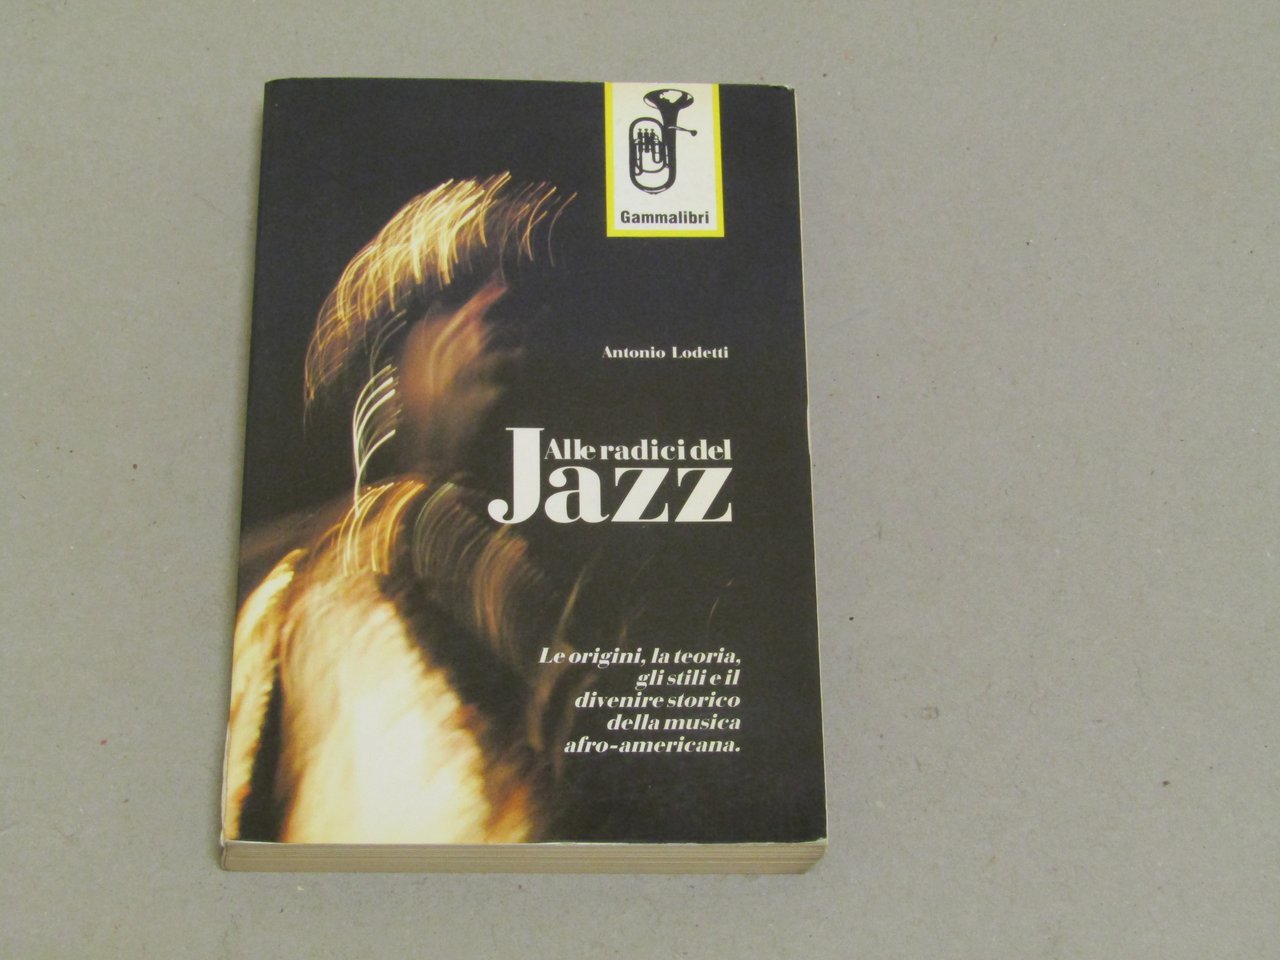 Gammalibri
Antonio Lodetti
Alle radici del
Jazz
Le origini, la teoria,
gli stili e il
divenire storico
della musica
afro-americana.